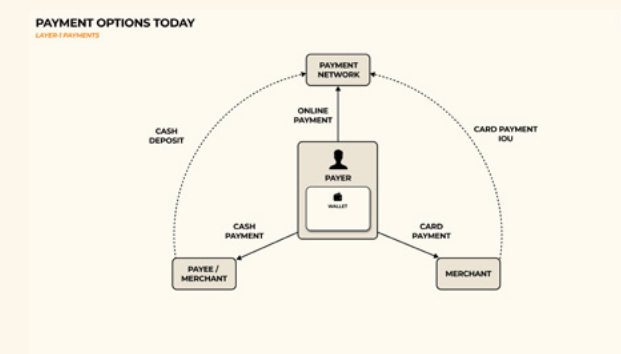 PAYMENT OPTIONS TODAY
LAYER-1 PAYMENTS
PAYMENT
NETWORK
ONLINE
PAYMENT
CASH
DEPOSIT
CARD PAYMENT
IOU
PAYER
WALLET
CASH
PAYMENT
CARD
PAYMENT
PAYEE /
MERCHANT
MERCHANT